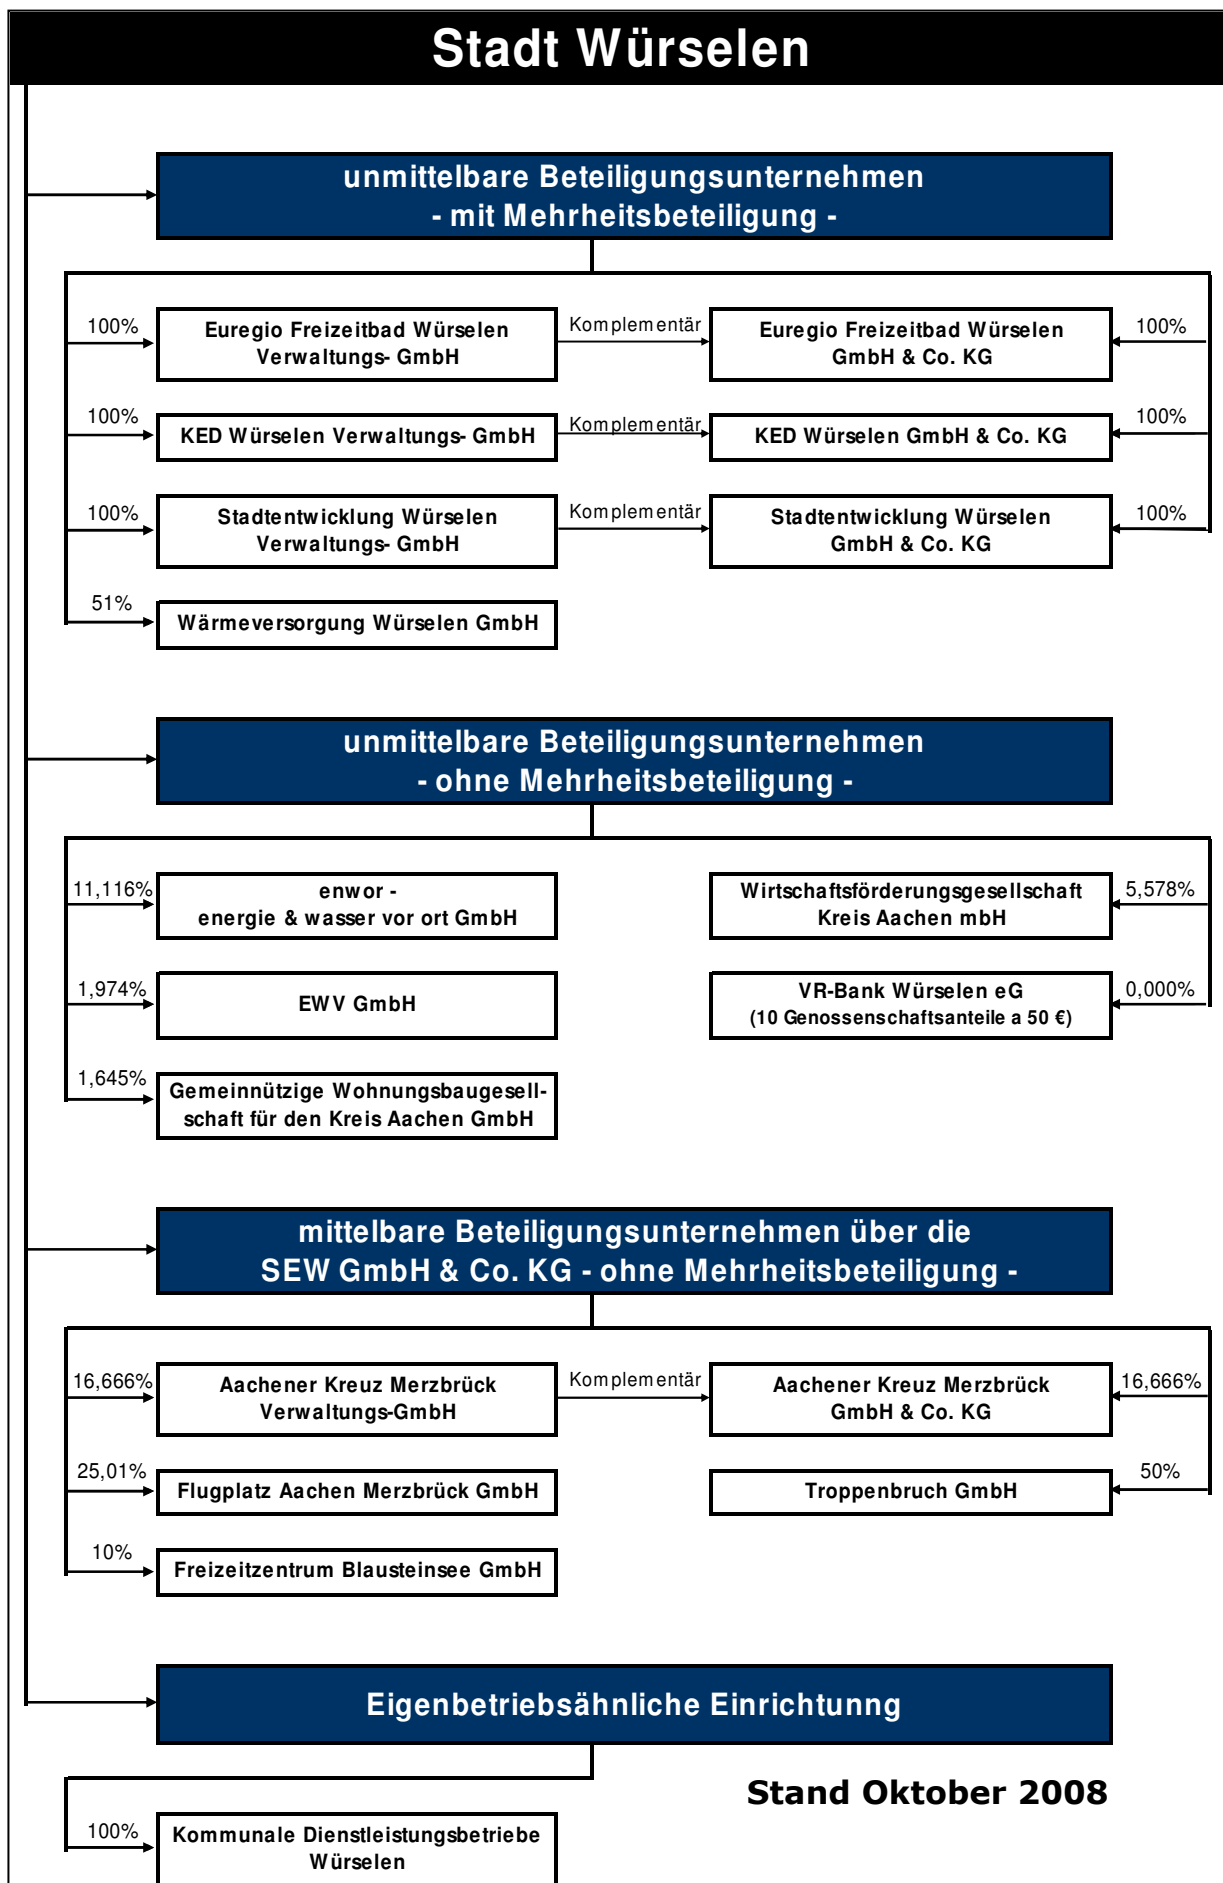 Stadt Würselen
unmittelbare Beteiligungsunternehmen
- mit Mehrheitsbeteiligung -
100%
Euregio Freizeitbad Würselen
Verwaltungs- GmbH
Komplementär
Euregio Freizeitbad Würselen
GmbH & Co. KG
100%
100%
KED Würselen Verwaltungs- GmbH
Komplementär
KED Würselen GmbH & Co. KG
100%
100%
Stadtentwicklung Würselen
Verwaltungs- GmbH
Komplementär
Stadtentwicklung Würselen
GmbH & Co. KG
100%
51%
Wärmeversorgung Würselen GmbH
unmittelbare Beteiligungsunternehmen
- ohne Mehrheitsbeteiligung -
11,116%
enwor -
energie & wasser vor ort GmbH
Wirtschaftsförderungsgesellschaft
Kreis Aachen mbH
5,578%
1,974%
EWV GmbH
VR-Bank Würselen eG
(10 Genossenschaftsanteile a 50 €)
0,000%
1,645%
Gemeinnützige Wohnungsbaugesell-
schaft für den Kreis Aachen GmbH
mittelbare Beteiligungsunternehmen über die
SEW GmbH & Co. KG - ohne Mehrheitsbeteiligung -
16,666%
Aachener Kreuz Merzbrück
Verwaltungs-GmbH
Komplementär
Aachener Kreuz Merzbrück
GmbH & Co. KG
16,666%
25,01%
Flugplatz Aachen Merzbrück GmbH
Troppenbruch GmbH
50%
10%
Freizeitzentrum Blausteinsee GmbH
Eigenbetriebsähnliche Einrichtunng
Stand Oktober 2008
100%
Kommunale Dienstleistungsbetriebe
Würselen